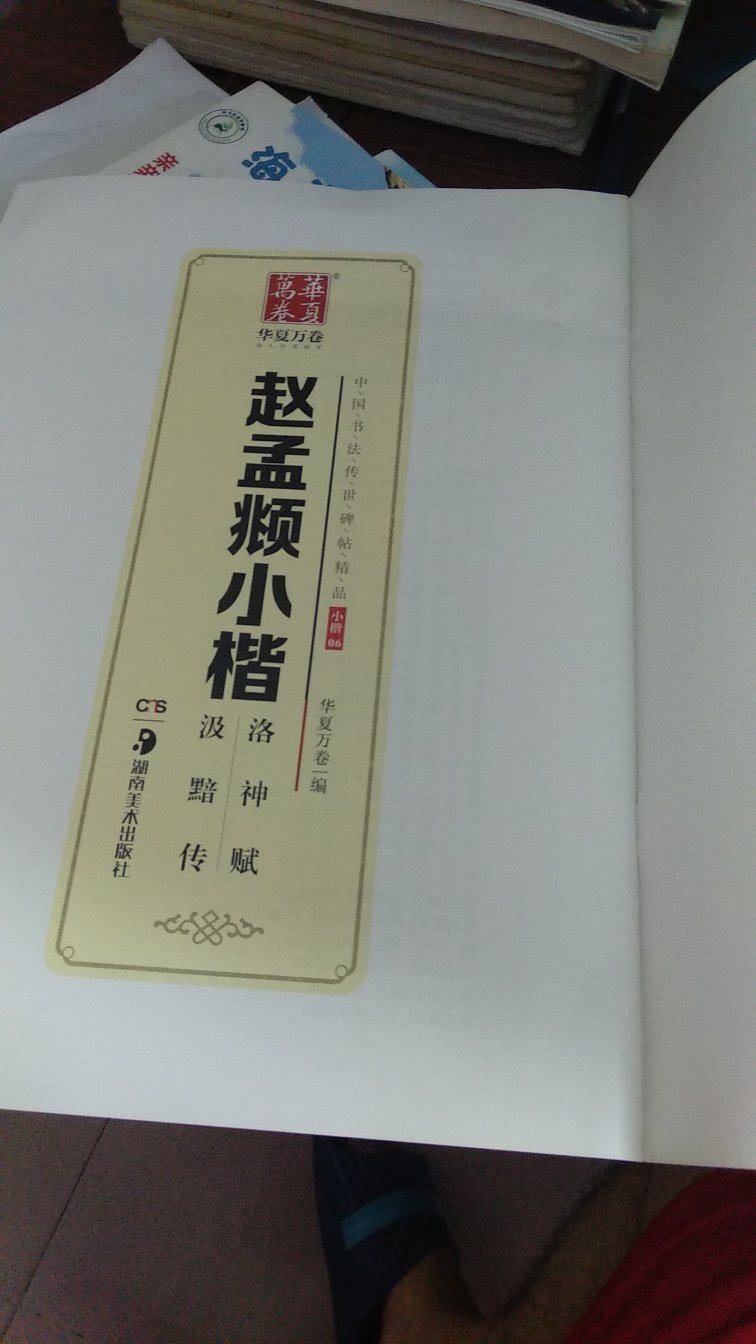 華夏
萬卷
®
华夏万卷
中、国、书、法、传、世、碑、帖、精、品
小楷
06
华夏万卷|编
赵孟頫小楷
洛神赋
汲黯传
CNS
湖南美术出版社
海